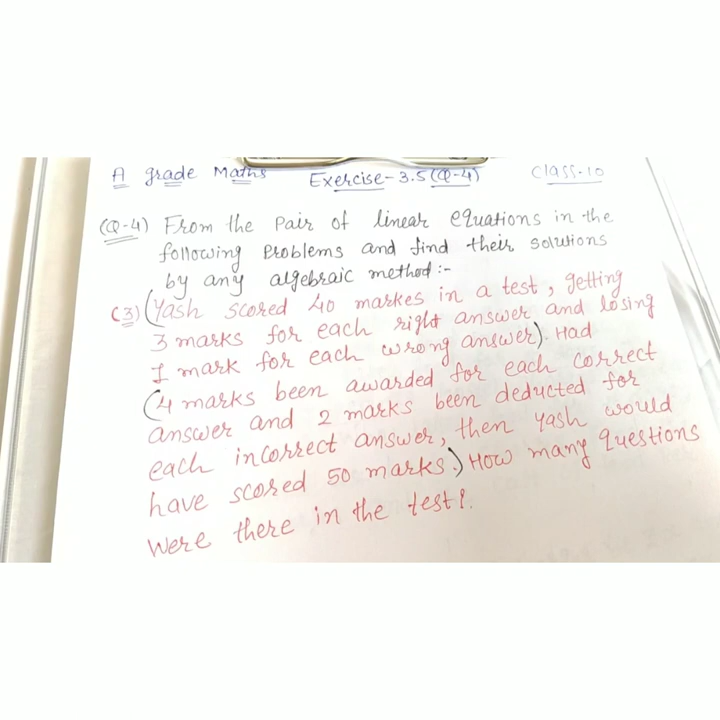 A grade Maths Exercise-3.5(Q-4) Class-10
(Q-4) From the Pair of linear equations in the
following Problems and find their solutions
by any algebraic method:-
(3) (Yash scored 40 markes in a test, getting
3 marks for each right answer and losing
1 mark for each wrong answer). Had
(4 marks been awarded for each correct
answer and 2 marks been deducted for
each incorrect answer, then Yash would
have scored 50 marks.) How many questions
were there in the test?.